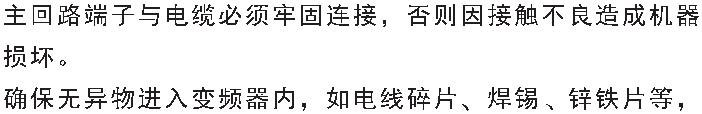 主回路端子与电缆必须牢固连接，否则因接触不良造成机器
损坏。
确保无异物进入变频器内，如电线碎片、焊锡、锌铁片等，